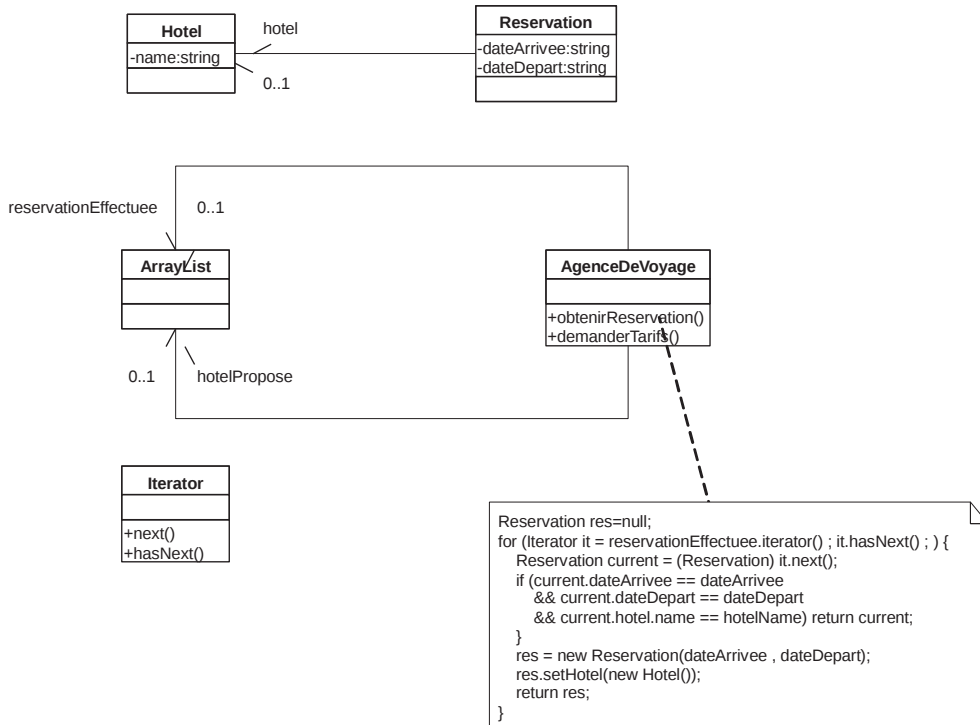 Hotel
-name:string
hotel
0..1
Reservation
-dateArrivee:string
-dateDepart:string
reservationEffectuee
0..1
ArrayList
0..1
hotelPropose
AgenceDeVoyage
+obtenirReservation()
+demanderTarifs()
Iterator
+next()
+hasNext()
Reservation res=null;
for (Iterator it = reservationEffectuee.iterator() ; it.hasNext() ; ) {
Reservation current = (Reservation) it.next();
if (current.dateArrivee == dateArrivee
&& current.dateDepart == dateDepart
&& current.hotel.name == hotelName) return current;
}
res = new Reservation(dateArrivee , dateDepart);
res.setHotel(new Hotel());
return res;
}